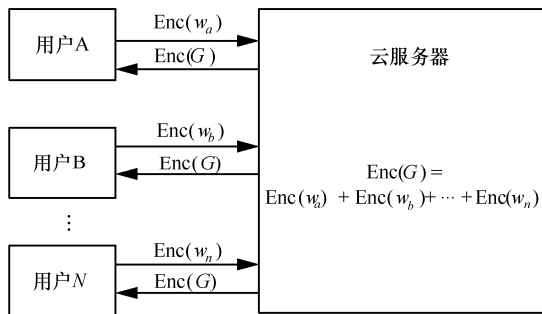 用户A
Enc(w_a)
Enc(G)
云服务器
用户B
Enc(w_b)
Enc(G)
Enc(G) =
Enc(w_a) + Enc(w_b)+ ··· +Enc(w_n)
⋮
用户N
Enc(w_n)
Enc(G)